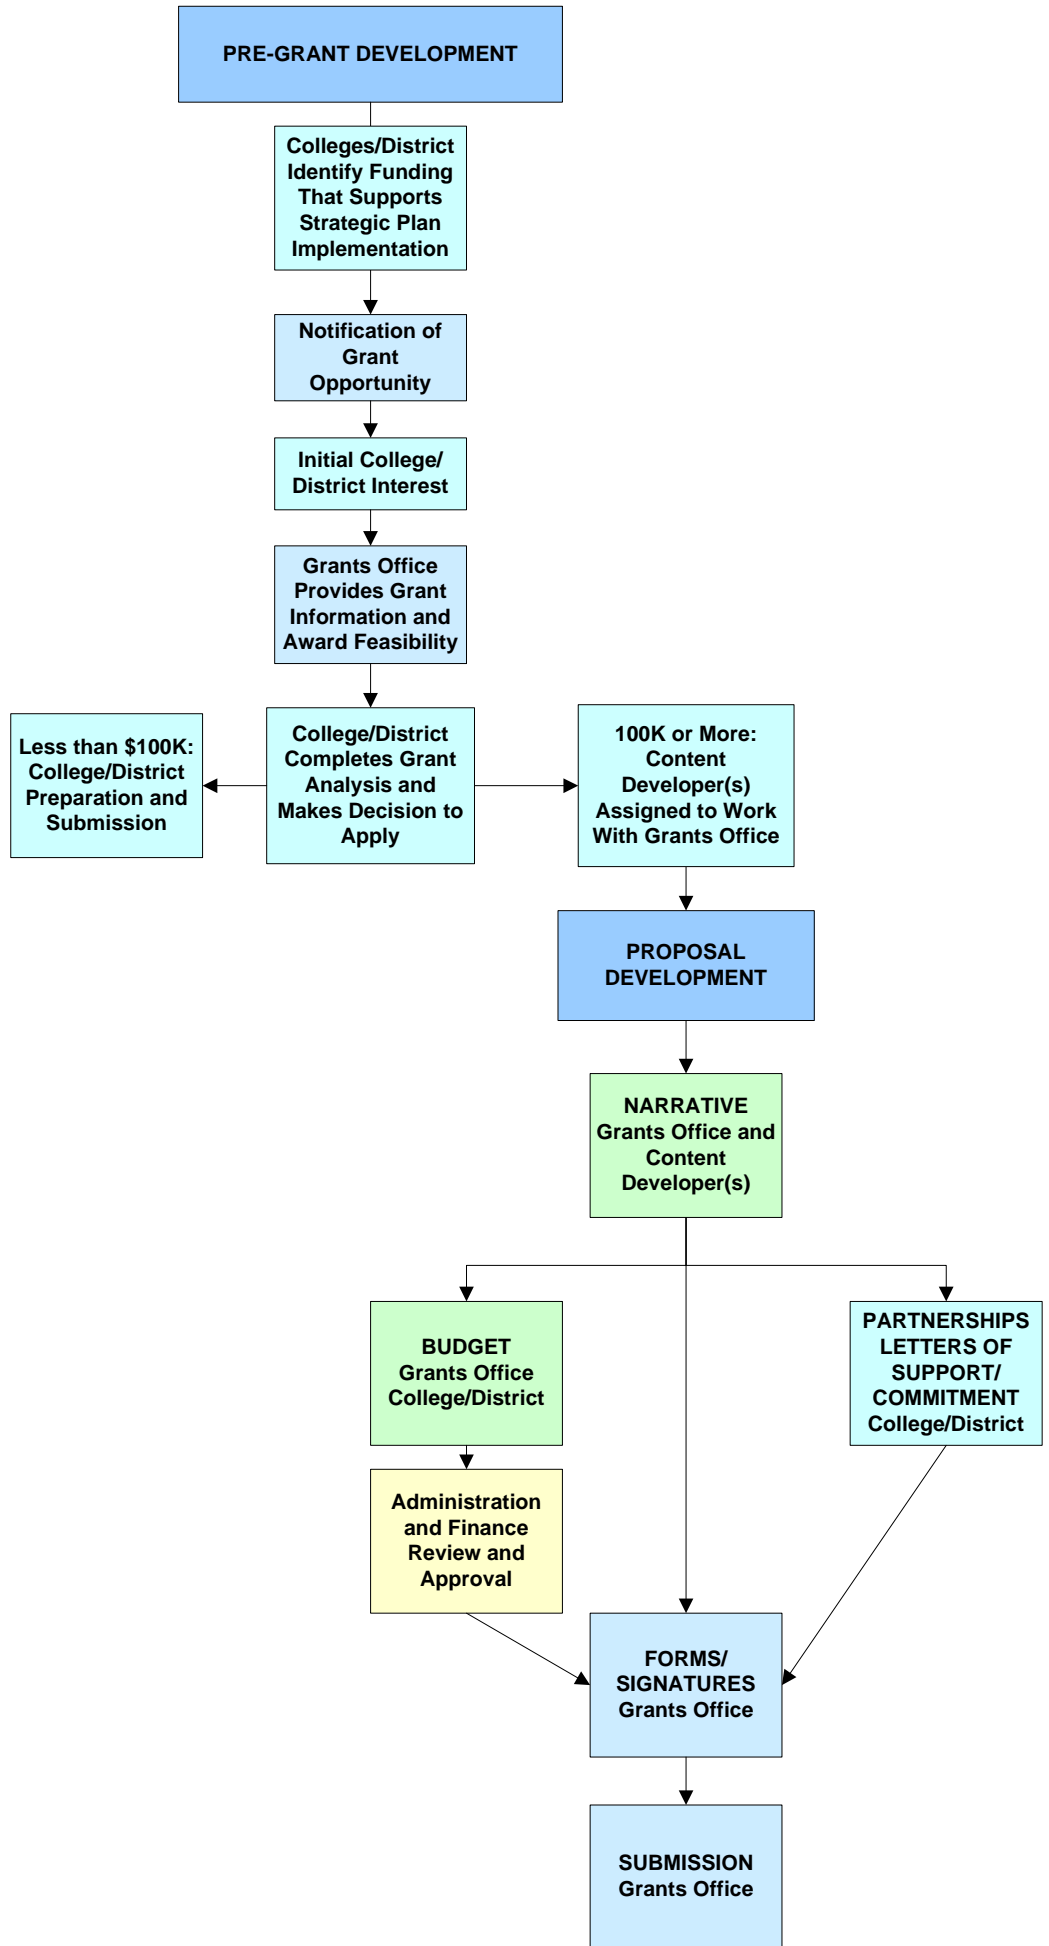 PRE-GRANT DEVELOPMENT
Colleges/District
Identify Funding
That Supports
Strategic Plan
Implementation
Notification of
Grant
Opportunity
Initial College/
District Interest
Grants Office
Provides Grant
Information and
Award Feasibility
Less than $100K:
College/District
Preparation and
Submission
College/District
Completes Grant
Analysis and
Makes Decision to
Apply
100K or More:
Content
Developer(s)
Assigned to Work
With Grants Office
PROPOSAL
DEVELOPMENT
NARRATIVE
Grants Office and
Content
Developer(s)
BUDGET
Grants Office
College/District
PARTNERSHIPS
LETTERS OF
SUPPORT/
COMMITMENT
College/District
Administration
and Finance
Review and
Approval
FORMS/
SIGNATURES
Grants Office
SUBMISSION
Grants Office